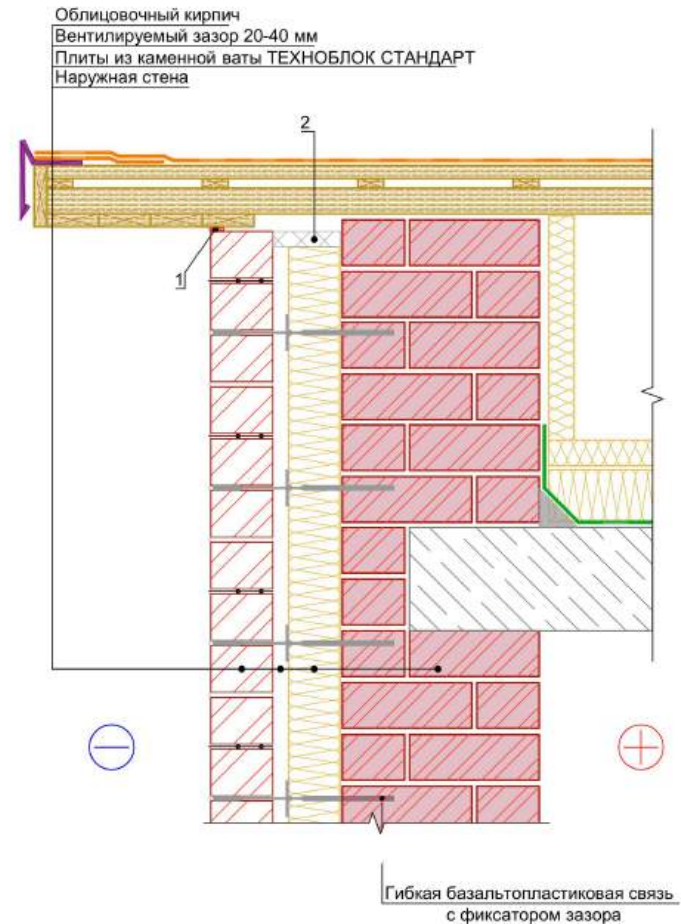 Облицовочный кирпич
Вентилируемый зазор 20-40 мм
Плиты из каменной ваты ТЕХНОБЛОК СТАНДАРТ
Наружная стена
2
1
Гибкая базальтопластиковая связь
с фиксатором зазора